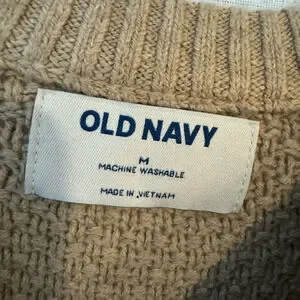 OLD NAVY
M
MACHINE WASHABLE
MADE IN VIETNAM